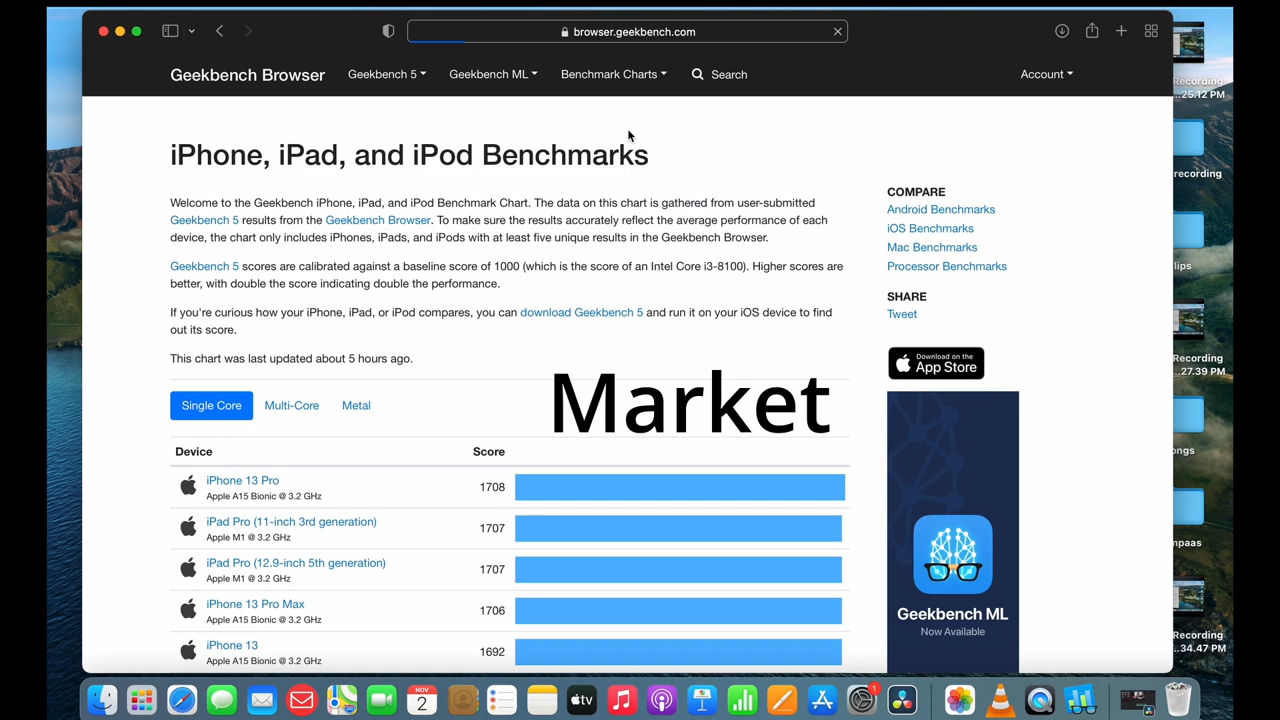 browser.geekbench.com
Geekbench Browser
Geekbench 5
Geekbench ML
Benchmark Charts
Search
Account
iPhone, iPad, and iPod Benchmarks
Welcome to the Geekbench iPhone, iPad, and iPod Benchmark Chart. The data on this chart is gathered from user-submitted
Geekbench 5 results from the Geekbench Browser. To make sure the results accurately reflect the average performance of each
device, the chart only includes iPhones, iPads, and iPods with at least five unique results in the Geekbench Browser.
Geekbench 5 scores are calibrated against a baseline score of 1000 (which is the score of an Intel Core i3-8100). Higher scores are
better, with double the score indicating double the performance.
If you're curious how your iPhone, iPad, or iPod compares, you can download Geekbench 5 and run it on your iOS device to find
out its score.
This chart was last updated about 5 hours ago.
Market
Single Core
Multi-Core
Metal
Device
Score
iPhone 13 Pro
Apple A15 Bionic @ 3.2 GHz
1708
iPad Pro (11-inch 3rd generation)
Apple M1 @ 3.2 GHz
1707
iPad Pro (12.9-inch 5th generation)
Apple M1 @ 3.2 GHz
1707
iPhone 13 Pro Max
Apple A15 Bionic @ 3.2 GHz
1706
iPhone 13
Apple A15 Bionic @ 3.2 GHz
1692
COMPARE
Android Benchmarks
iOS Benchmarks
Mac Benchmarks
Processor Benchmarks
SHARE
Tweet
Download on the
App Store
Geekbench ML
Now Available
Recording
...25.12 PM
recording
lips
Recording
...27.39 PM
ongs
npaas
Recording
...34.47 PM
NOV
2
tv
1